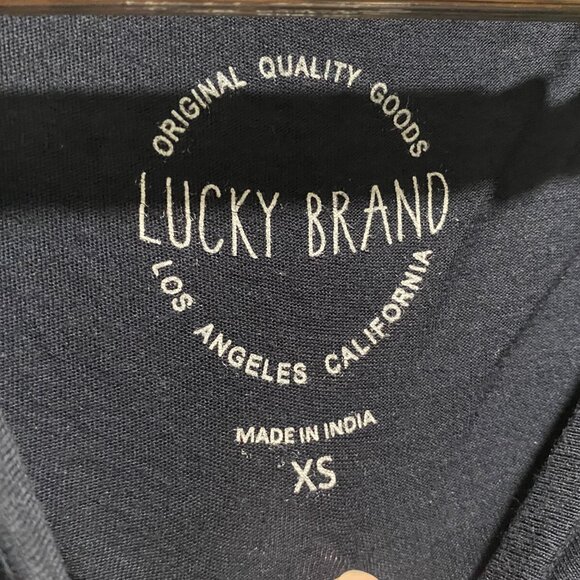 ORIGINAL QUALITY GOODS
LUCKY BRAND
LOS ANGELES CALIFORNIA
MADE IN INDIA
XS